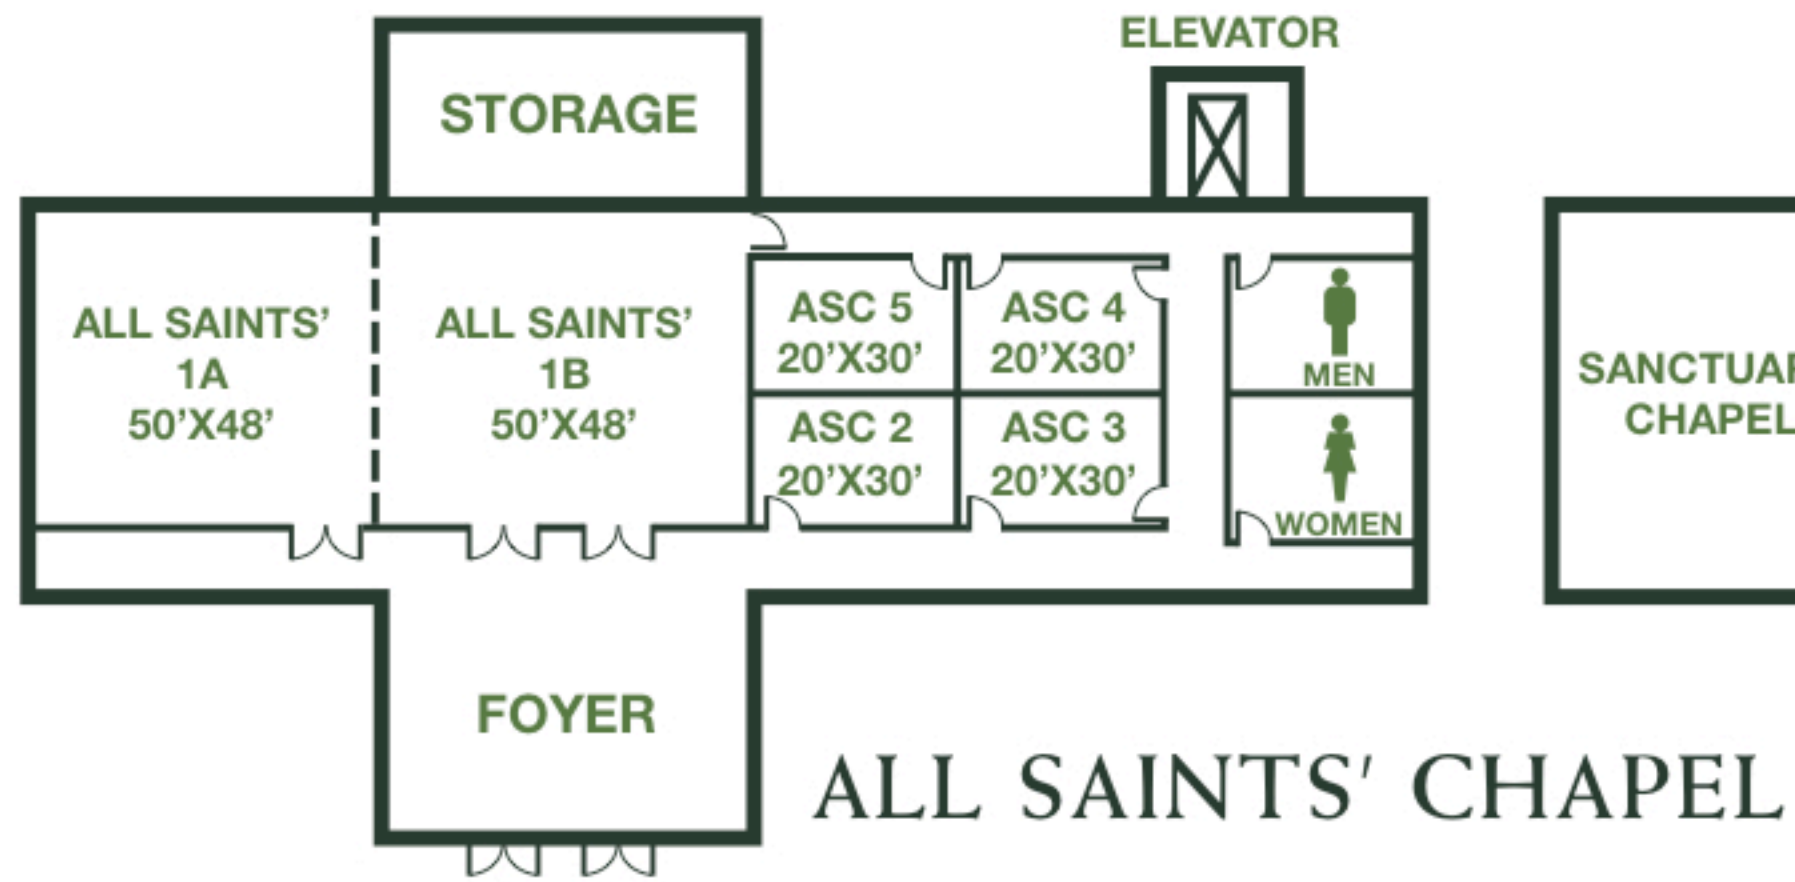 ELEVATOR
STORAGE
ALL SAINTS’
1A
50’X48’
ALL SAINTS’
1B
50’X48’
ASC 5
20’X30’
ASC 4
20’X30’
ASC 2
20’X30’
ASC 3
20’X30’
MEN
WOMEN
CHAPEL
FOYER
ALL SAINTS’ CHAPEL